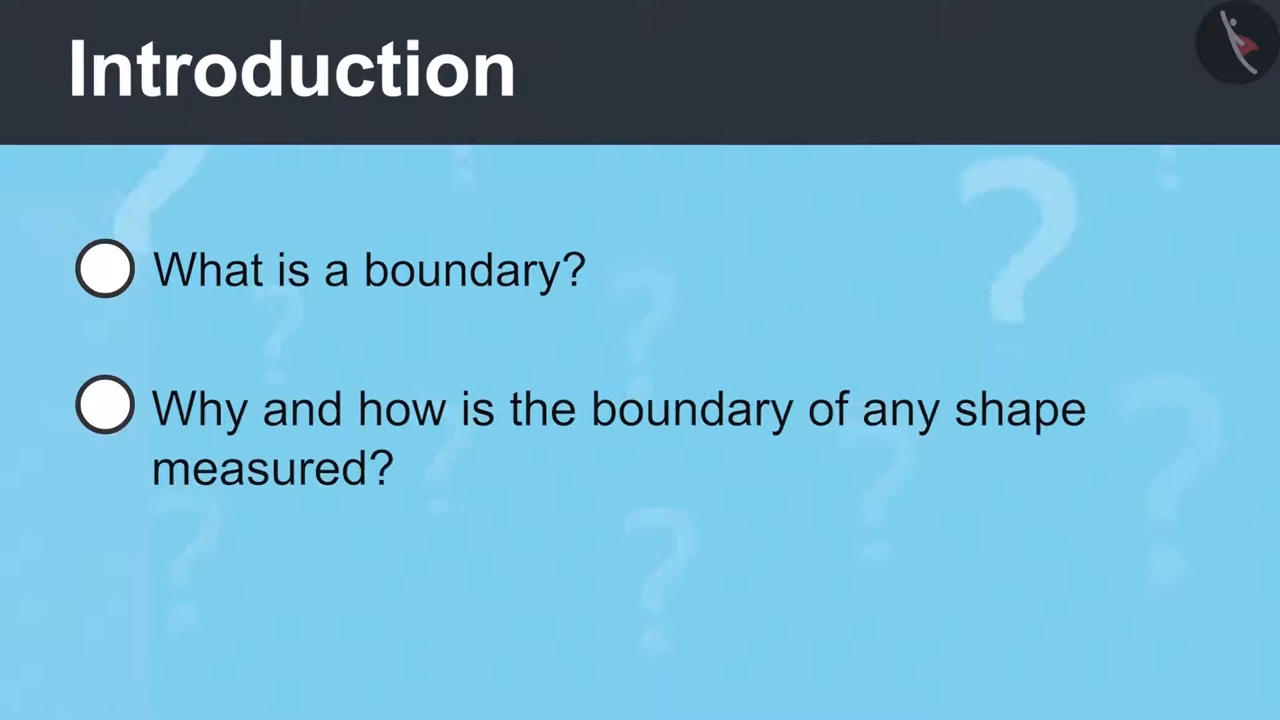 Introduction
What is a boundary?
Why and how is the boundary of any shape
measured?